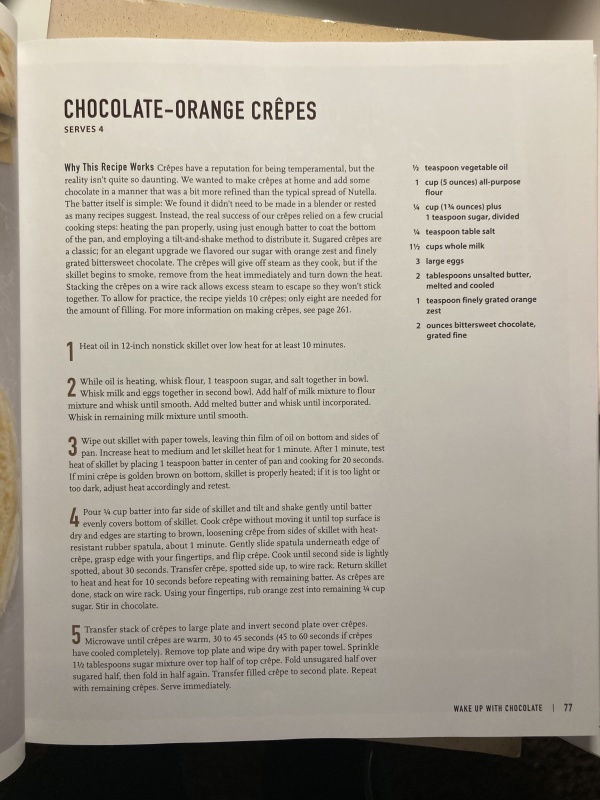 CHOCOLATE-ORANGE CRÊPES
SERVES 4
Why This Recipe Works Crêpes have a reputation for being temperamental, but the
reality isn't quite so daunting. We wanted to make crêpes at home and add some
chocolate in a manner that was a bit more refined than the typical spread of Nutella.
The batter itself is simple: We found it didn't need to be made in a blender or rested
as many recipes suggest. Instead, the real success of our crêpes relied on a few crucial
cooking steps: heating the pan properly, using just enough batter to coat the bottom
of the pan, and employing a tilt-and-shake method to distribute it. Sugared crêpes are
a classic; for an elegant upgrade we flavored our sugar with orange zest and finely
grated bittersweet chocolate. The crêpes will give off steam as they cook, but if the
skillet begins to smoke, remove from the heat immediately and turn down the heat.
Stacking the crêpes on a wire rack allows excess steam to escape so they won't stick
together. To allow for practice, the recipe yields 10 crêpes; only eight are needed for
the amount of filling. For more information on making crêpes, see page 261.
1 Heat oil in 12-inch nonstick skillet over low heat for at least 10 minutes.
2 While oil is heating, whisk flour, 1 teaspoon sugar, and salt together in bowl.
Whisk milk and eggs together in second bowl. Add half of milk mixture to flour
mixture and whisk until smooth. Add melted butter and whisk until incorporated.
Whisk in remaining milk mixture until smooth.
3 Wipe out skillet with paper towels, leaving thin film of oil on bottom and sides of
pan. Increase heat to medium and let skillet heat for 1 minute. After 1 minute, test
heat of skillet by placing 1 teaspoon batter in center of pan and cooking for 20 seconds.
If mini crêpe is golden brown on bottom, skillet is properly heated; if it is too light or
too dark, adjust heat accordingly and retest.
4 Pour ¼ cup batter into far side of skillet and tilt and shake gently until batter
evenly covers bottom of skillet. Cook crêpe without moving it until top surface is
dry and edges are starting to brown, loosening crêpe from sides of skillet with heat-
resistant rubber spatula, about 1 minute. Gently slide spatula underneath edge of
crêpe, grasp edge with your fingertips, and flip crêpe. Cook until second side is lightly
spotted, about 30 seconds. Transfer crêpe, spotted side up, to wire rack. Return skillet
to heat and heat for 10 seconds before repeating with remaining batter. As crêpes are
done, stack on wire rack. Using your fingertips, rub orange zest into remaining ¼ cup
sugar. Stir in chocolate.
5 Transfer stack of crêpes to large plate and invert second plate over crêpes.
Microwave until crêpes are warm, 30 to 45 seconds (45 to 60 seconds if crêpes
have cooled completely). Remove top plate and wipe dry with paper towel. Sprinkle
1½ tablespoons sugar mixture over top half of top crêpe. Fold unsugared half over
sugared half, then fold in half again. Transfer filled crêpe to second plate. Repeat
with remaining crêpes. Serve immediately.
½ teaspoon vegetable oil
1 cup (5 ounces) all-purpose
flour
¼ cup (1¾ ounces) plus
1 teaspoon sugar, divided
¼ teaspoon table salt
1½ cups whole milk
3 large eggs
2 tablespoons unsalted butter,
melted and cooled
1 teaspoon finely grated orange
zest
2 ounces bittersweet chocolate,
grated fine
WAKE UP WITH CHOCOLATE | 77